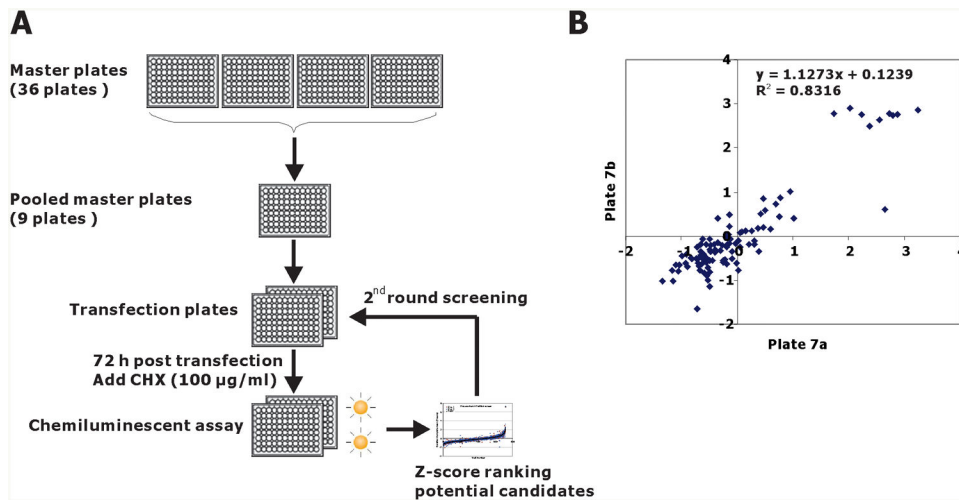 A
Master plates
(36 plates )
Pooled master plates
(9 plates )
Transfection plates
2nd round screening
72 h post transfection
Add CHX (100 µg/ml)
Chemiluminescent assay
Z-score ranking
potential candidates
B
y = 1.1273x + 0.1239
R² = 0.8316
Plate 7b
4
3
2
1
0
-1
-2
-2
-1
0
1
2
3
4
Plate 7a